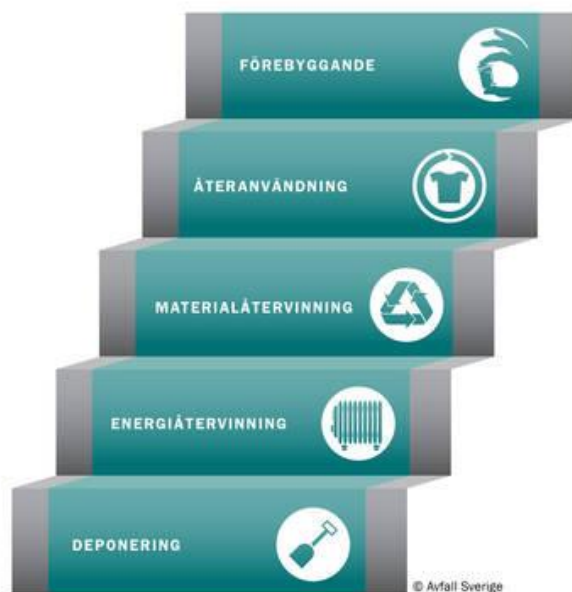 FÖREBYGGANDE
ÅTERANVÄNDNING
MATERIALÅTERVINNING
ENERGIÅTERVINNING
DEPONERING
© Avfall Sverige